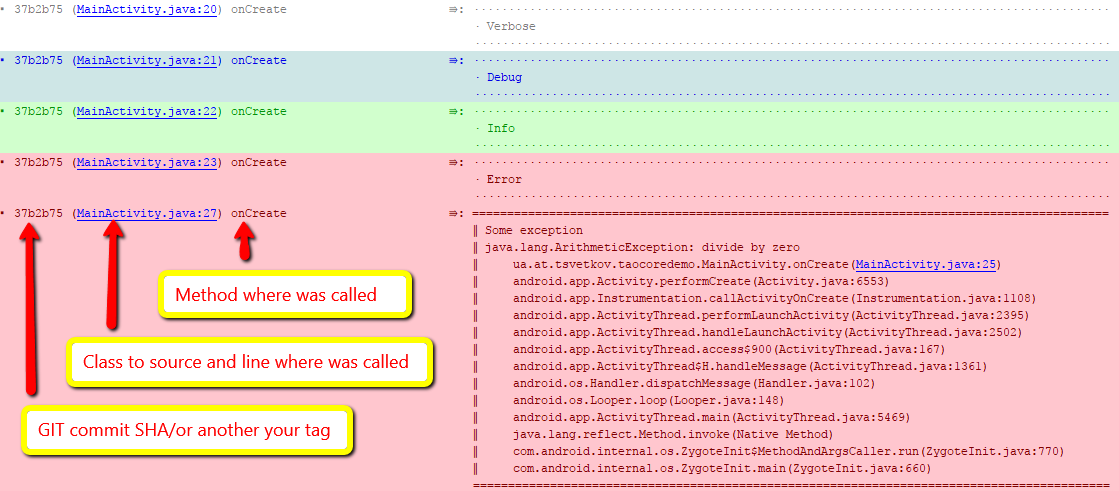 • 37b2b75 (MainActivity.java:20) onCreate ⇛: ·····························································
· Verbose
·····························································
• 37b2b75 (MainActivity.java:21) onCreate ⇛: ·····························································
· Debug
·····························································
• 37b2b75 (MainActivity.java:22) onCreate ⇛: ·····························································
· Info
·····························································
• 37b2b75 (MainActivity.java:23) onCreate ⇛: ·····························································
· Error
·····························································
• 37b2b75 (MainActivity.java:27) onCreate ⇛: ===========================================================================================
‖ Some exception
‖ java.lang.ArithmeticException: divide by zero
‖ ua.at.tsvetkov.taocoredemo.MainActivity.onCreate(MainActivity.java:25)
‖ android.app.Activity.performCreate(Activity.java:6553)
‖ android.app.Instrumentation.callActivityOnCreate(Instrumentation.java:1108)
‖ android.app.ActivityThread.performLaunchActivity(ActivityThread.java:2395)
‖ android.app.ActivityThread.handleLaunchActivity(ActivityThread.java:2502)
‖ android.app.ActivityThread.access$900(ActivityThread.java:167)
‖ android.app.ActivityThread$H.handleMessage(ActivityThread.java:1361)
‖ android.os.Handler.dispatchMessage(Handler.java:102)
‖ android.os.Looper.loop(Looper.java:148)
‖ android.app.ActivityThread.main(ActivityThread.java:5469)
‖ java.lang.reflect.Method.invoke(Native Method)
‖ com.android.internal.os.ZygoteInit$MethodAndArgsCaller.run(ZygoteInit.java:770)
‖ com.android.internal.os.ZygoteInit.main(ZygoteInit.java:660)
===========================================================================================
Method where was called
Class to source and line where was called
GIT commit SHA/or another your tag